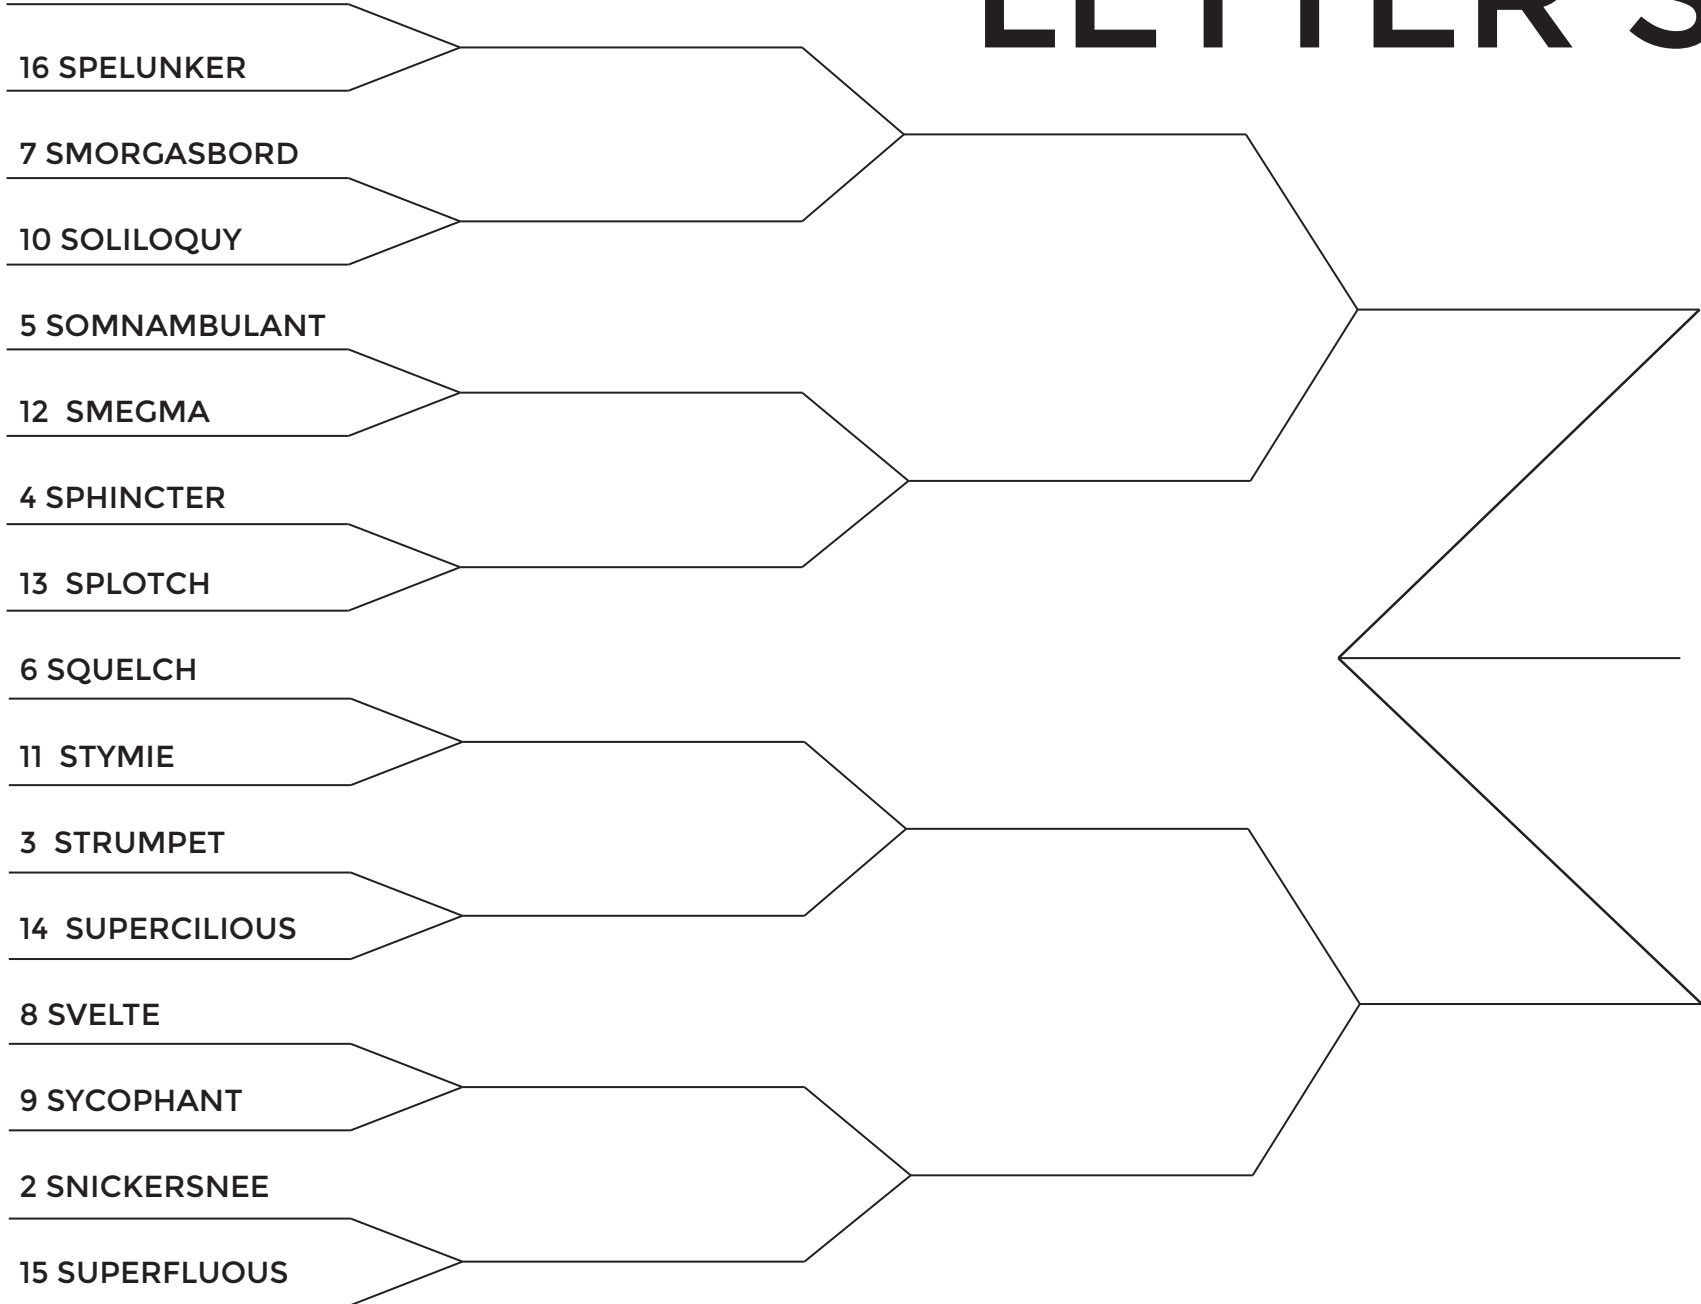 LETTER S
16 SPELUNKER
7 SMORGASBORD
10 SOLILOQUY
5 SOMNAMBULANT
12 SMEGMA
4 SPHINCTER
13 SPLOTCH
6 SQUELCH
11 STYMIE
3 STRUMPET
14 SUPERCILIOUS
8 SVELTE
9 SYCOPHANT
2 SNICKERSNEE
15 SUPERFLUOUS